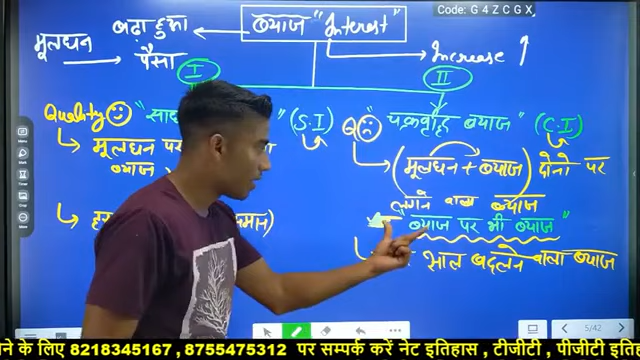 Code: G 4 Z C G X
ब्याज "Interest"
मूलधन → बढ़ा हुआ पैसा
Increase ↑
I
II
Quality
(S.I)
Q "चक्रवृद्धि ब्याज" (C.I)
मूलधन पर
ब्याज
(मूलधन + ब्याज) दोनो पर
लगने वाला ब्याज
"ब्याज पर भी ब्याज"
साल बदलने वाला ब्याज
5/42
के लिए 8218345167 , 8755475312 पर सम्पर्क करें नेट इतिहास , टीजीटी , पीजीटी इतिहास